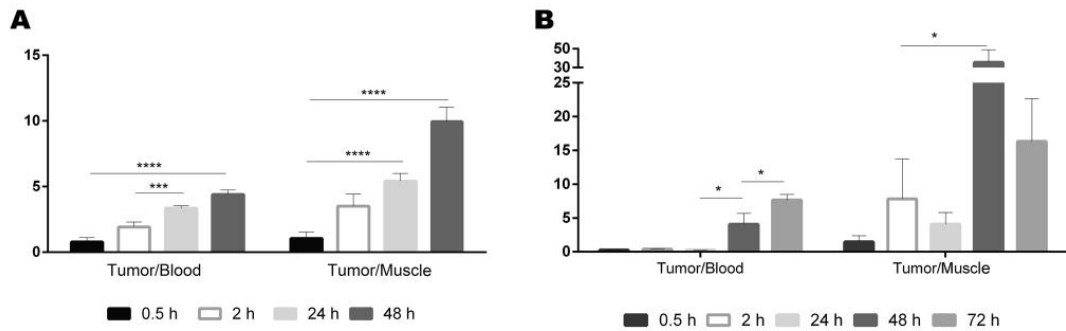 A
15
10
5
0
****
***
****
****
Tumor/Blood
Tumor/Muscle
0.5 h 2 h 24 h 48 h
B
50
30
25
20
15
10
5
0
*
*
*
Tumor/Blood
Tumor/Muscle
0.5 h 2 h 24 h 48 h 72 h